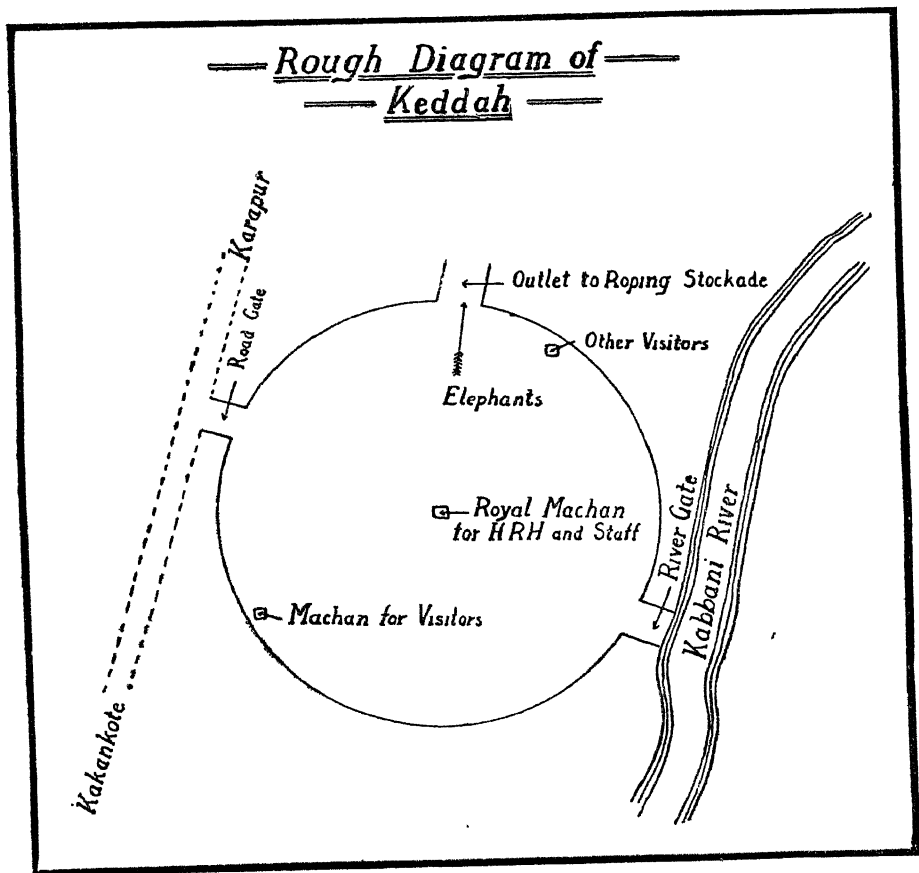 Rough Diagram of
Keddah
Karapur
Road Gate
Outlet to Roping Stockade
Other Visitors
Elephants
Royal Machan
for HRH and Staff
River Gate
Kabbani River
Machan for Visitors
Kakankote